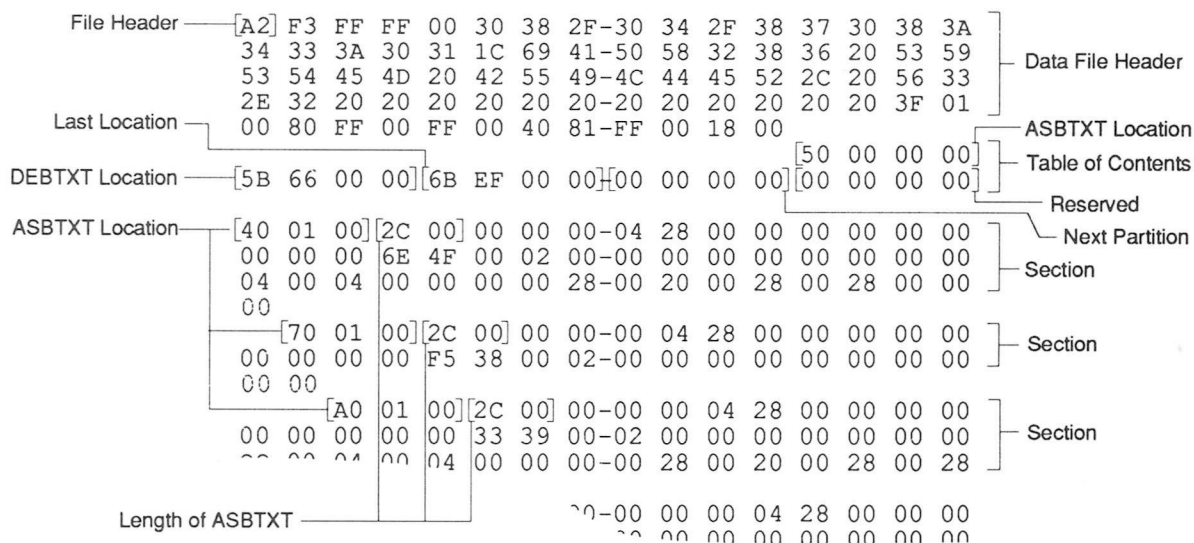 File Header [A2] F3 FF FF 00 30 38 2F-30 34 2F 38 37 30 38 3A
34 33 3A 30 31 1C 69 41-50 58 32 38 36 20 53 59
Data File Header
53 54 45 4D 20 42 55 49-4C 44 45 52 2C 20 56 33
2E 32 20 20 20 20 20 20-20 20 20 20 20 20 3F 01
Last Location 00 80 FF 00 FF 00 40 81-FF 00 18 00 ASBTXT Location
[50 00 00 00] Table of Contents
DEBTXT Location [5B 66 00 00][6B EF 00 00]-[00 00 00 00][00 00 00 00]
Reserved
ASBTXT Location [40 01 00][2C 00] 00 00 00-04 28 00 00 00 00 00 00 Next Partition
00 00 00 6E 4F 00 02 00-00 00 00 00 00 00 00 00 Section
04 00 04 00 00 00 00 28-00 20 00 28 00 28 00 00
00
[70 01 00][2C 00] 00 00-00 04 28 00 00 00 00 00 Section
00 00 00 00 F5 38 00 02-00 00 00 00 00 00 00 00
00 00
[A0 01 00][2C 00] 00-00 00 04 28 00 00 00 00
00 00 00 00 00 33 39 00-02 00 00 00 00 00 00 00 Section
04 00 04 00 00 00-00 28 00 20 00 28 00 28
Length of ASBTXT
-00 00 00 04 28 00 00 00
00 00 00 00 00 00 00